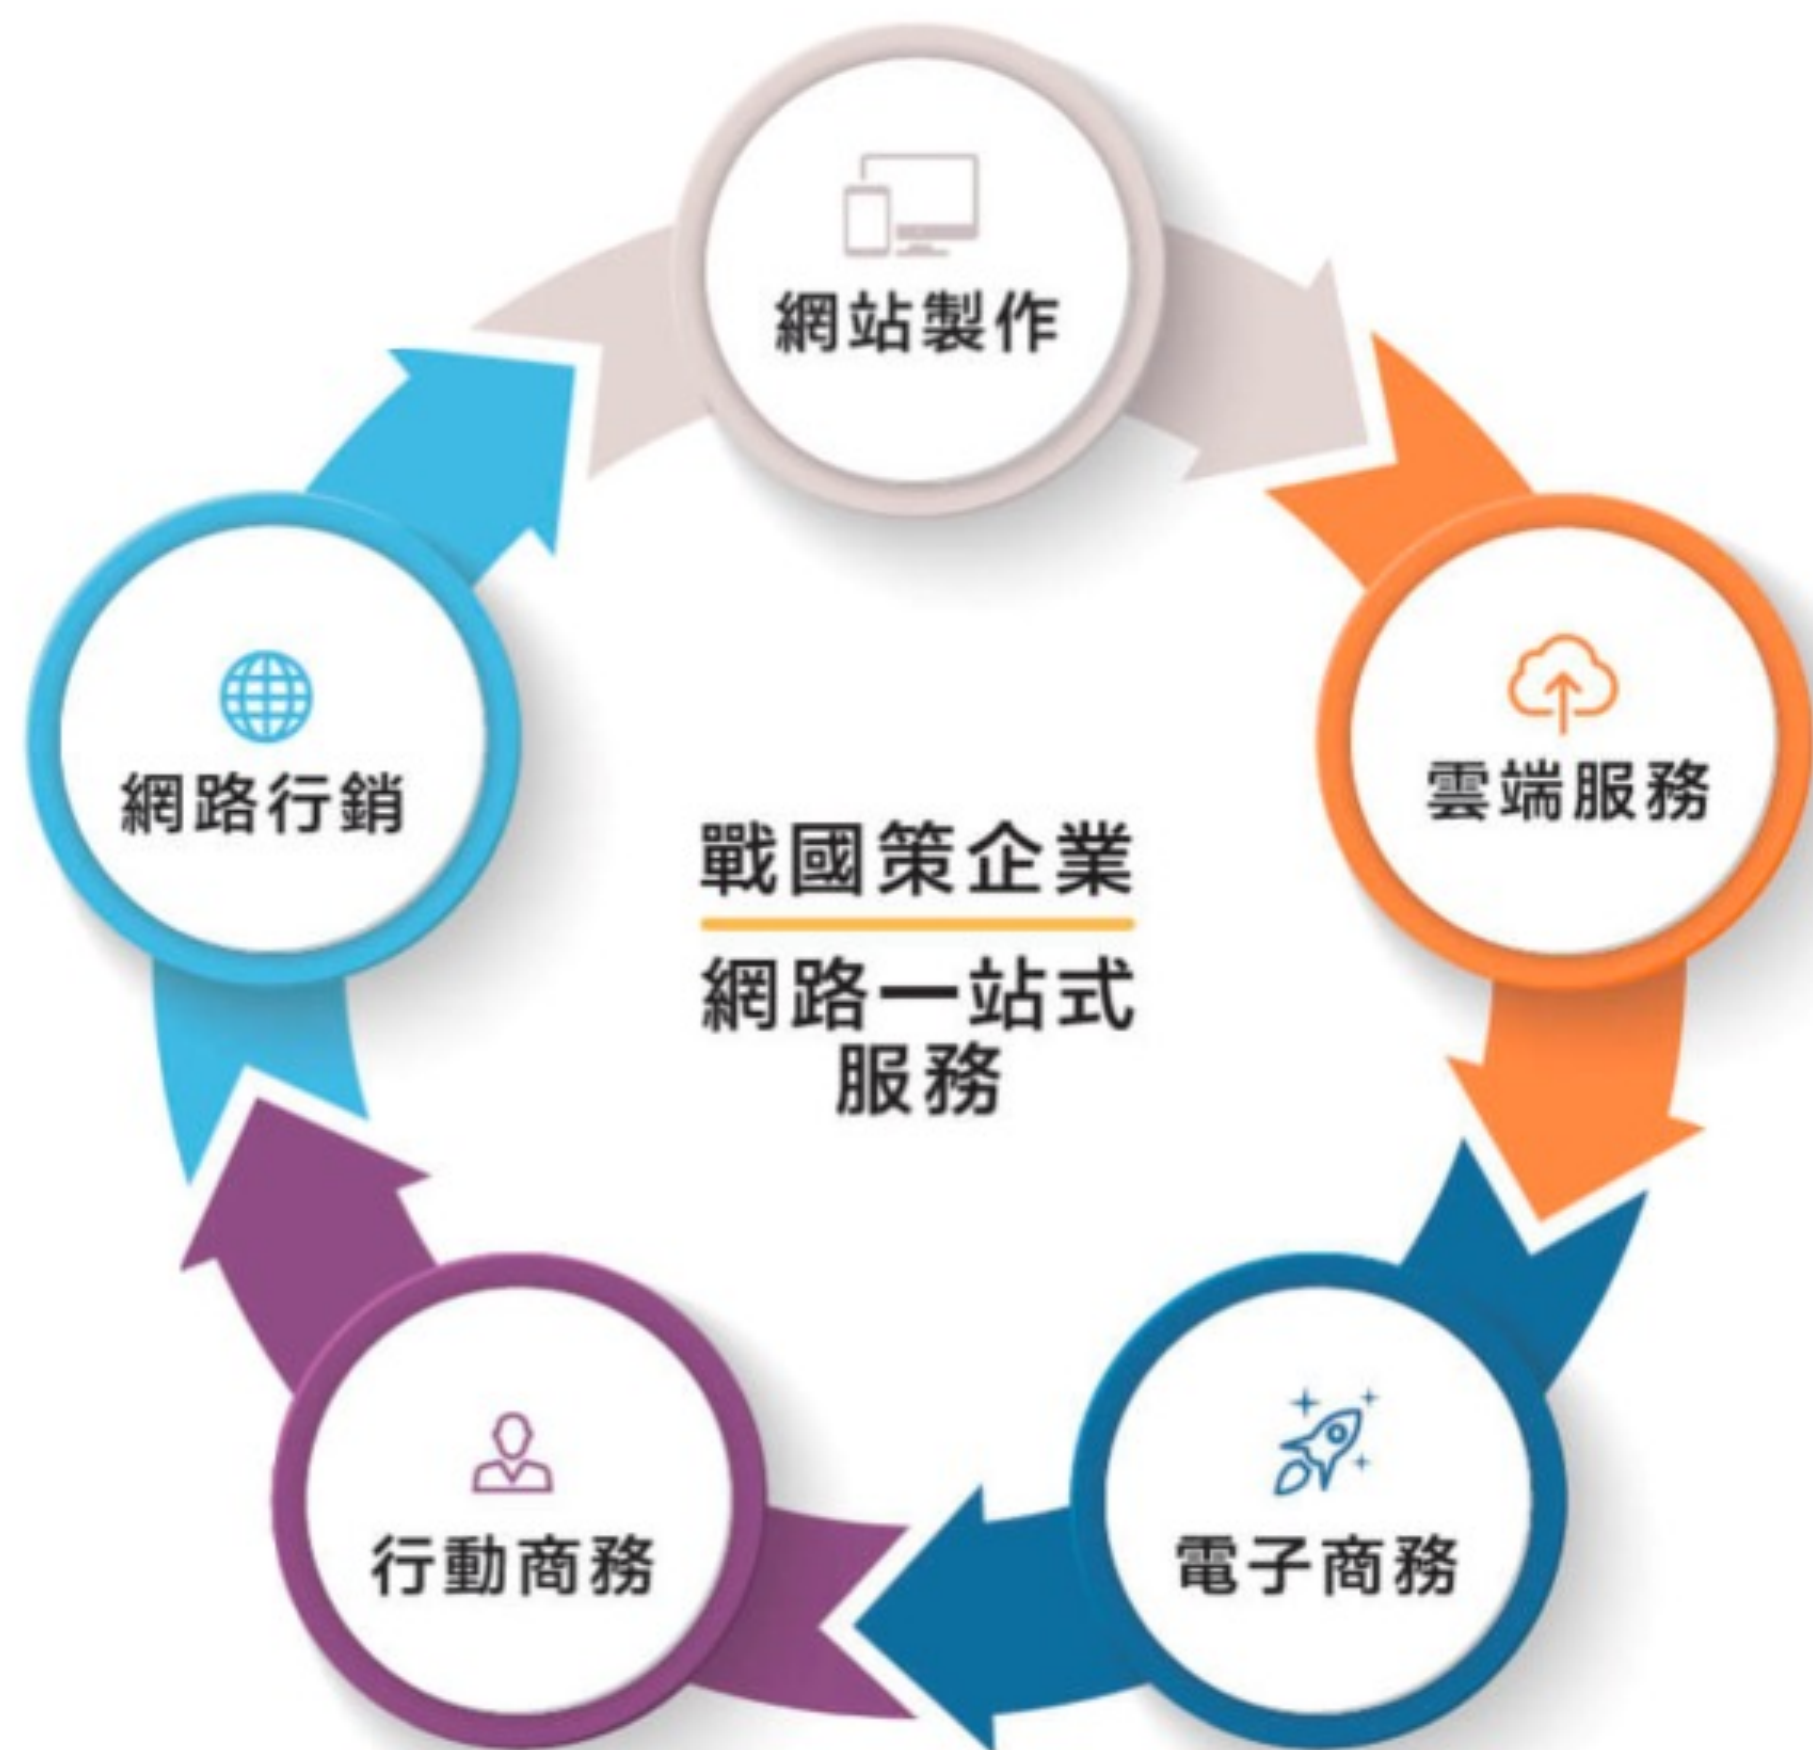 網站製作
雲端服務
網路行銷
戰國策企業
網路一站式
服務
行動商務
電子商務